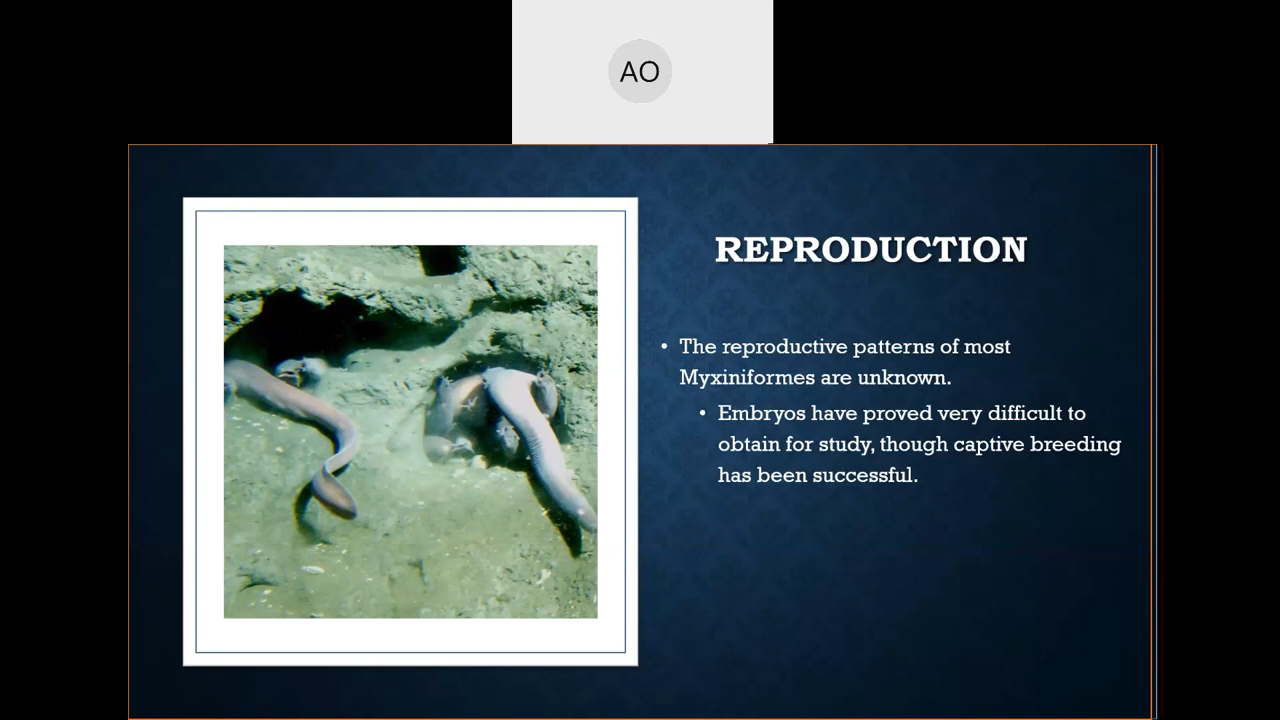 AO
REPRODUCTION
• The reproductive patterns of most
Myxiniformes are unknown.
• Embryos have proved very difficult to
obtain for study, though captive breeding
has been successful.